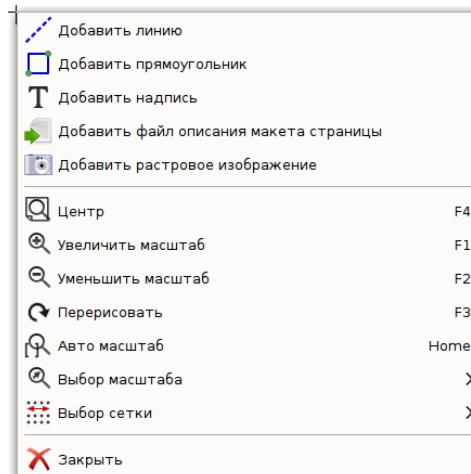 Добавить линию
Добавить прямоугольник
Добавить надпись
Добавить файл описания макета страницы
Добавить растровое изображение
Центр F4
Увеличить масштаб F1
Уменьшить масштаб F2
Перерисовать F3
Авто масштаб Home
Выбор масштаба
Выбор сетки
Закрыть